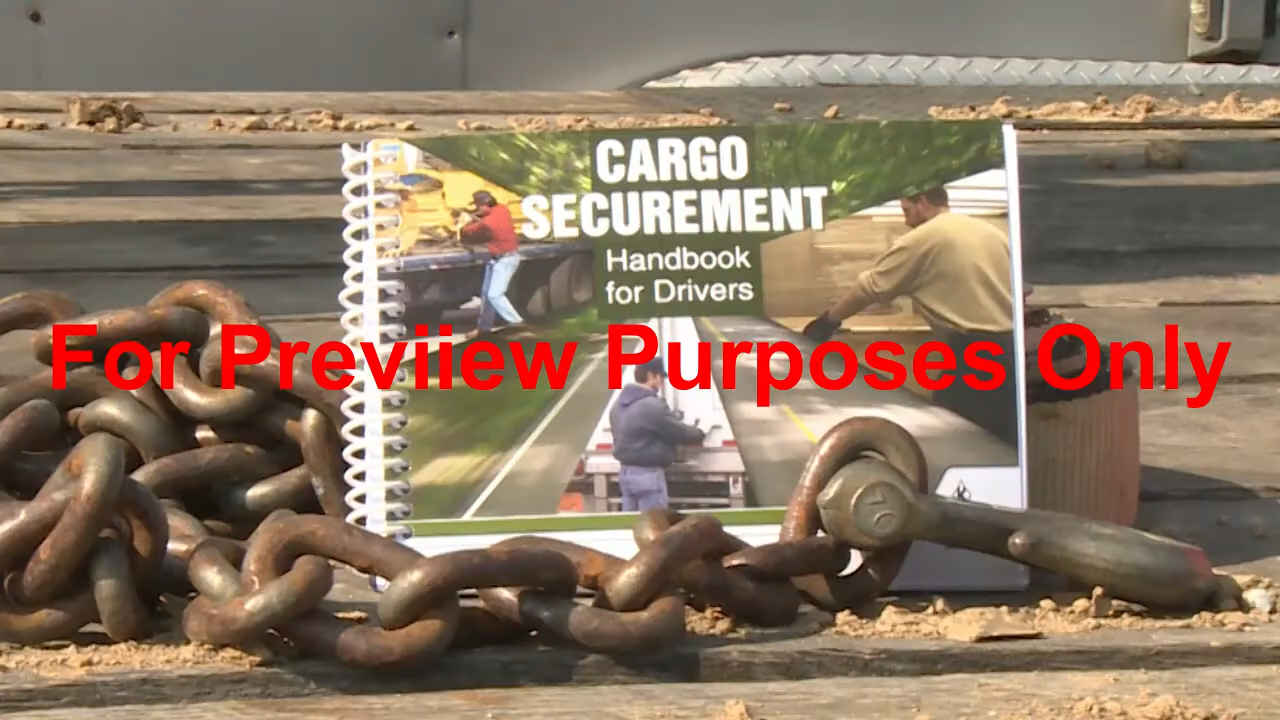 CARGO
SECUREMENT
Handbook
for Drivers
For Previiew Purposes Only